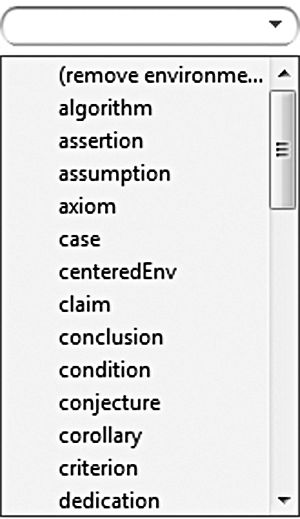 (remove environme...
algorithm
assertion
assumption
axiom
case
centeredEnv
claim
conclusion
condition
conjecture
corollary
criterion
dedication